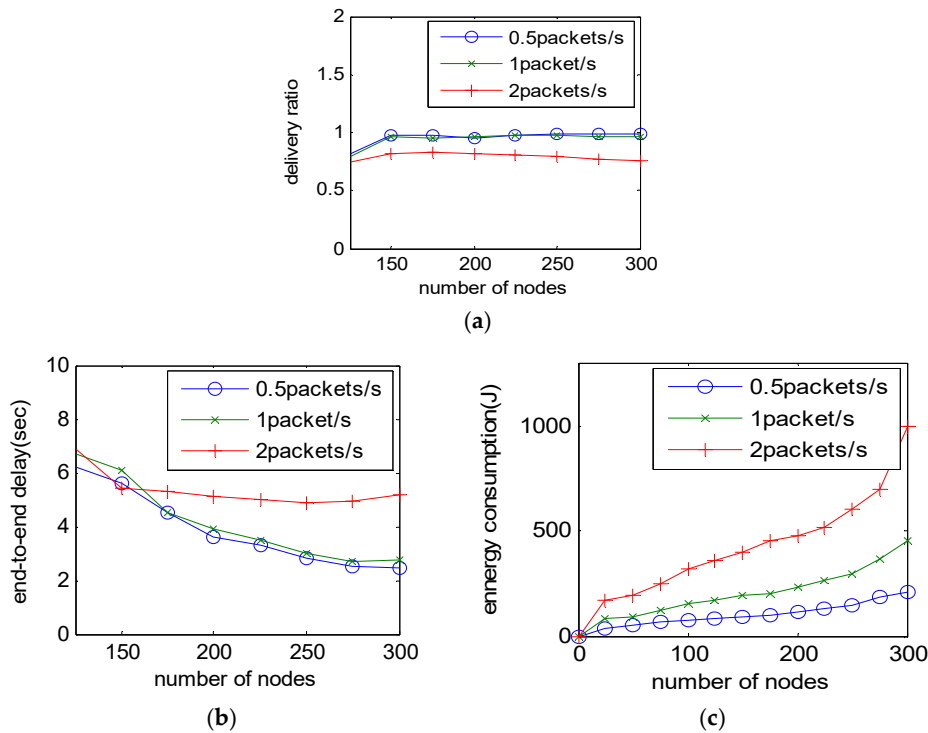 2
1.5
1
0.5
0
delivery ratio
0.5packets/s
1packet/s
2packets/s
150 200 250 300
number of nodes
(a)
10
8
6
4
2
0
end-to-end delay(sec)
0.5packets/s
1packet/s
2packets/s
150 200 250 300
number of nodes
(b)
1000
500
0
ennergy consumption(J)
0.5packets/s
1packet/s
2packets/s
0 100 200 300
number of nodes
(c)